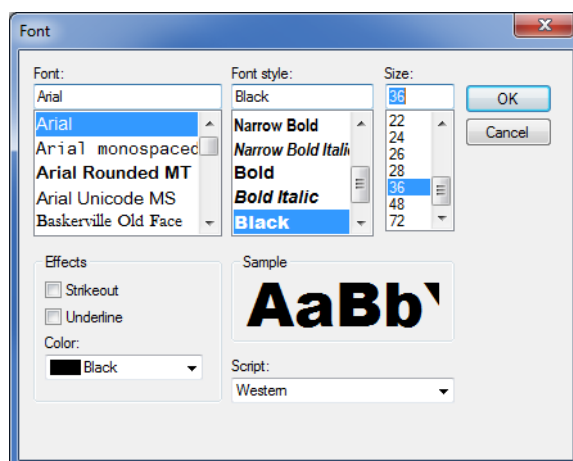 Font
Font:
Arial
Arial
Arial monospaced
Arial Rounded MT
Arial Unicode MS
Baskerville Old Face
Font style:
Black
Narrow Bold
Narrow Bold Itali
Bold
Bold Italic
Black
Size:
36
22
24
26
28
36
48
72
OK
Cancel
Effects
Strikeout
Underline
Color:
Black
Sample
AaBb
Script:
Western